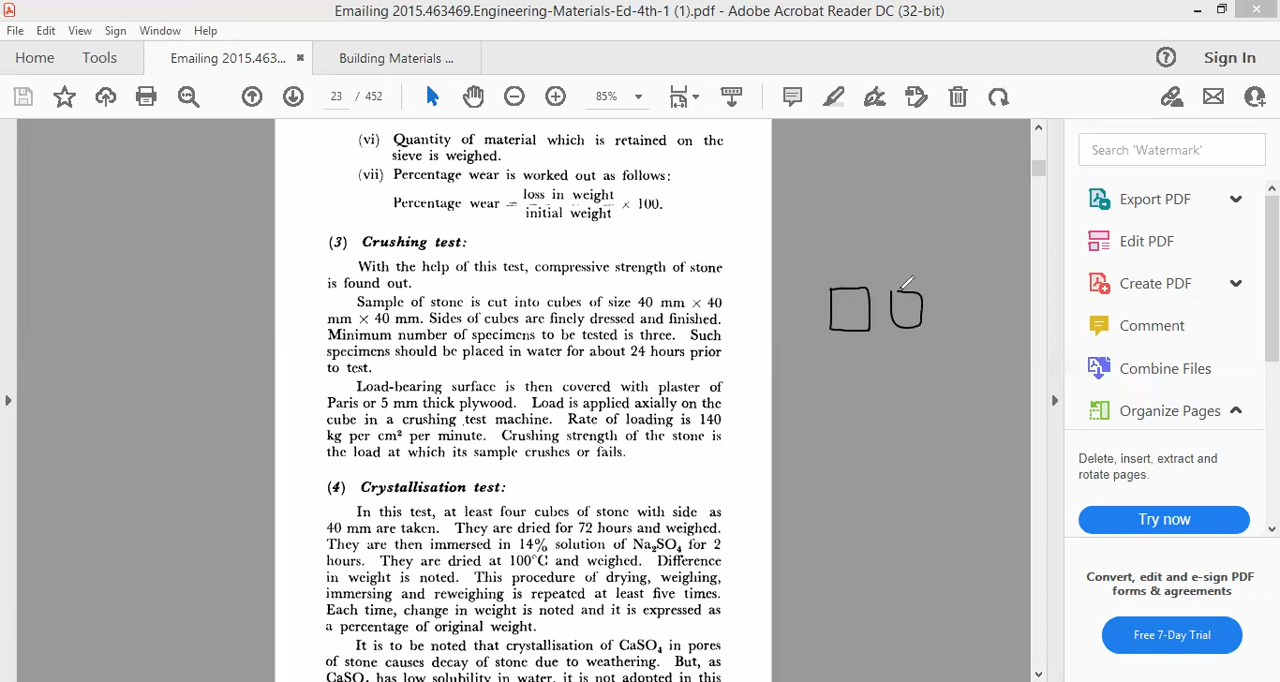 Emailing 2015.463469.Engineering-Materials-Ed-4th-1 (1).pdf - Adobe Acrobat Reader DC (32-bit)
File Edit View Sign Window Help
Home Tools Emailing 2015.463... Building Materials ... Sign In
23 / 452 85%
(vi) Quantity of material which is retained on the
sieve is weighed.
(vii) Percentage wear is worked out as follows:
Percentage wear = loss in weight / initial weight × 100.
(3) Crushing test:
With the help of this test, compressive strength of stone
is found out.
Sample of stone is cut into cubes of size 40 mm × 40
mm × 40 mm. Sides of cubes are finely dressed and finished.
Minimum number of specimens to be tested is three. Such
specimens should be placed in water for about 24 hours prior
to test.
Load-bearing surface is then covered with plaster of
Paris or 5 mm thick plywood. Load is applied axially on the
cube in a crushing test machine. Rate of loading is 140
kg per cm² per minute. Crushing strength of the stone is
the load at which its sample crushes or fails.
(4) Crystallisation test:
In this test, at least four cubes of stone with side as
40 mm are taken. They are dried for 72 hours and weighed.
They are then immersed in 14% solution of Na₂SO₄ for 2
hours. They are dried at 100°C and weighed. Difference
in weight is noted. This procedure of drying, weighing,
immersing and reweighing is repeated at least five times.
Each time, change in weight is noted and it is expressed as
a percentage of original weight.
It is to be noted that crystallisation of CaSO₄ in pores
of stone causes decay of stone due to weathering. But, as
CaSO₄ has low solubility in water, it is not adopted in this
Search 'Watermark'
Export PDF
Edit PDF
Create PDF
Comment
Combine Files
Organize Pages
Delete, insert, extract and
rotate pages.
Try now
Convert, edit and e-sign PDF
forms & agreements
Free 7-Day Trial